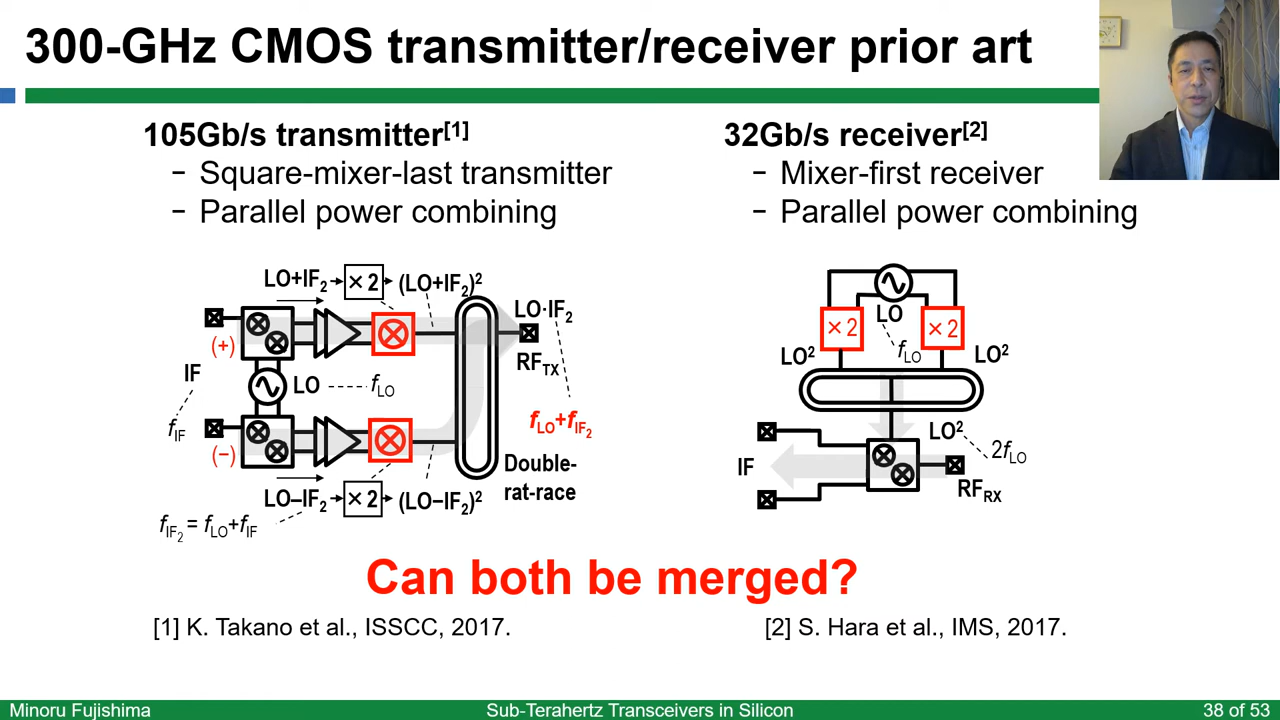 300-GHz CMOS transmitter/receiver prior art
105Gb/s transmitter[1]
− Square-mixer-last transmitter
− Parallel power combining
LO+IF₂ ×2 (LO+IF₂)²
(+)
IF
LO
fLO
fIF
(−)
LO–IF₂ ×2 (LO−IF₂)²
fIF₂ = fLO+fIF
LO·IF₂
RFTX
fLO+fIF₂
Double-
rat-race
32Gb/s receiver[2]
− Mixer-first receiver
− Parallel power combining
×2 LO ×2
fLO
LO² LO²
LO²
2fLO
IF
RFRX
Can both be merged?
[1] K. Takano et al., ISSCC, 2017.
[2] S. Hara et al., IMS, 2017.
Minoru Fujishima
Sub-Terahertz Transceivers in Silicon
38 of 53